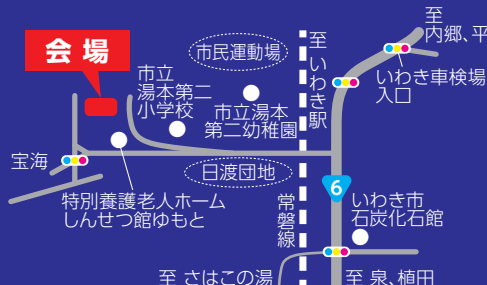 至
内郷、平
会場
市民運動場
至 いわき駅
いわき車検場
入口
市立
湯本第二
小学校
市立湯本
第二幼稚園
宝海
日渡団地
6
特別養護老人ホーム
しんせつ館ゆもと
常磐線
いわき市
石炭化石館
至 さはこの湯
至 泉、植田